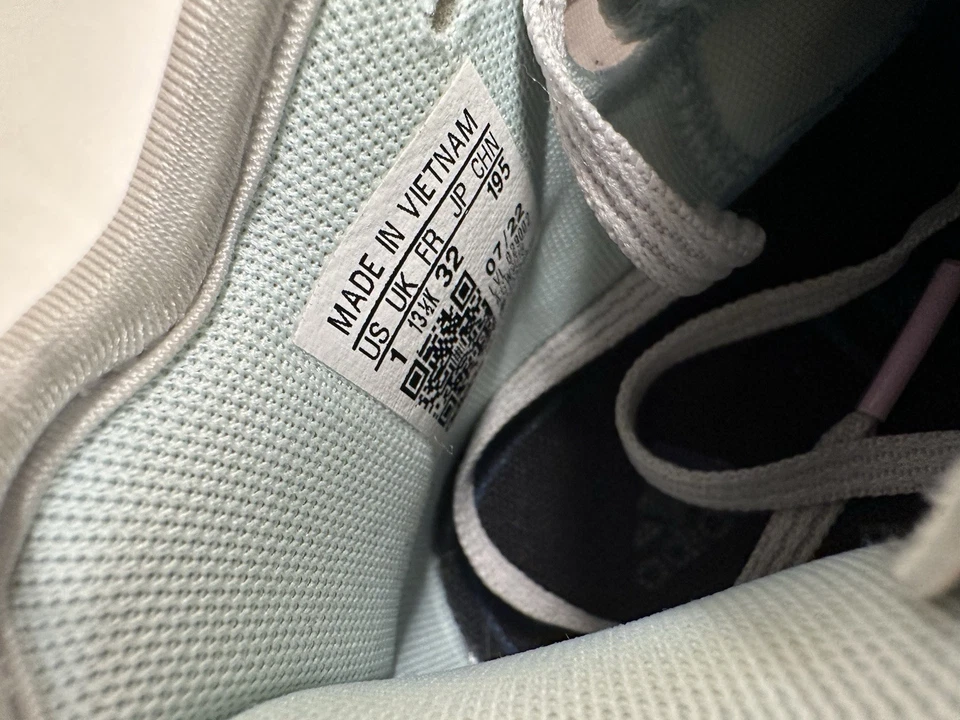 MADE IN VIETNAM
US UK FR JP CHN
1 13½K 32 195
07/22